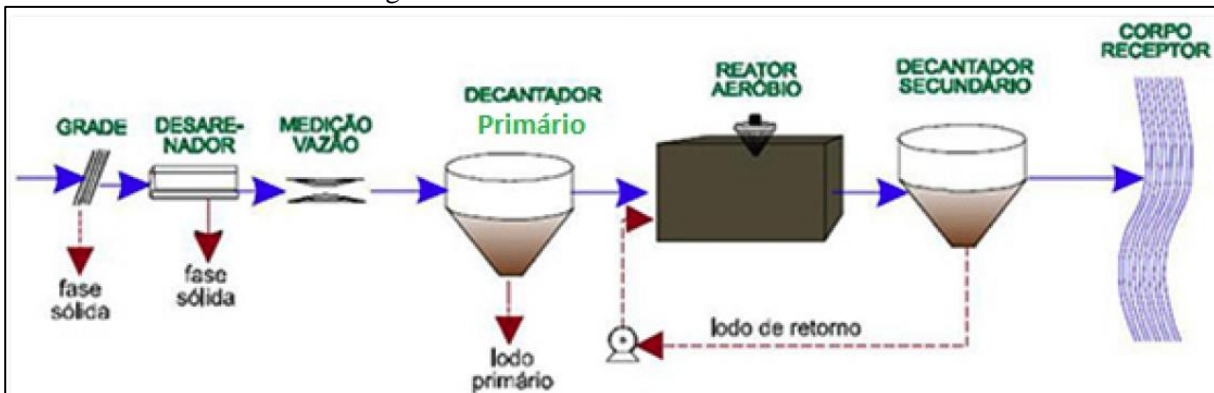 GRADE
DESARE-
NADOR
MEDIÇÃO
VAZÃO
DECANTADOR
Primário
REATOR
AERÓBIO
DECANTADOR
SECUNDÁRIO
CORPO
RECEPTOR
fase
sólida
fase
sólida
lodo
primário
lodo de retorno